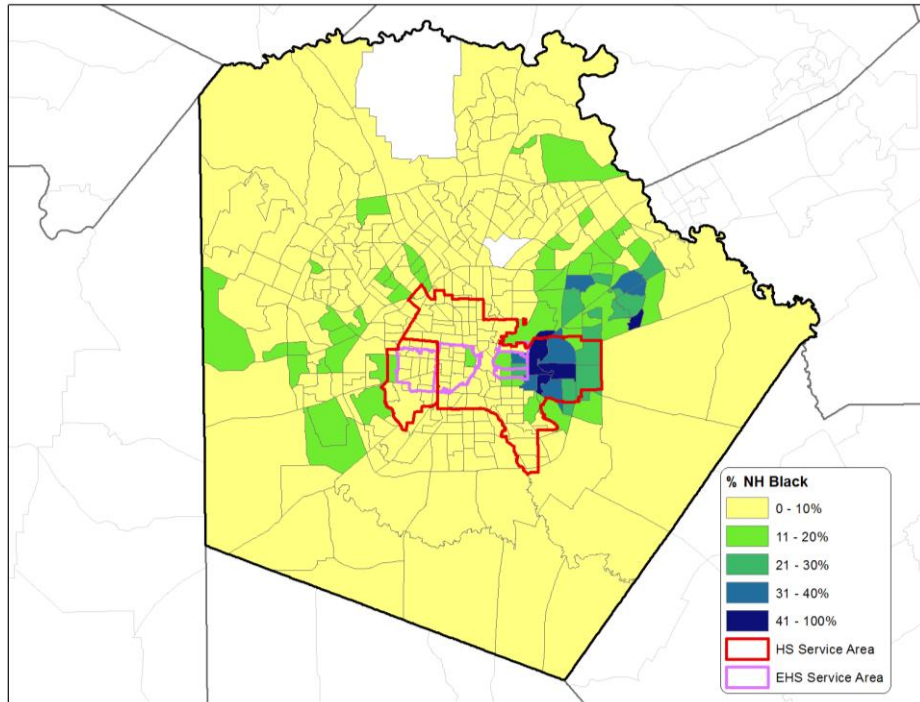 % NH Black
0 - 10%
11 - 20%
21 - 30%
31 - 40%
41 - 100%
HS Service Area
EHS Service Area